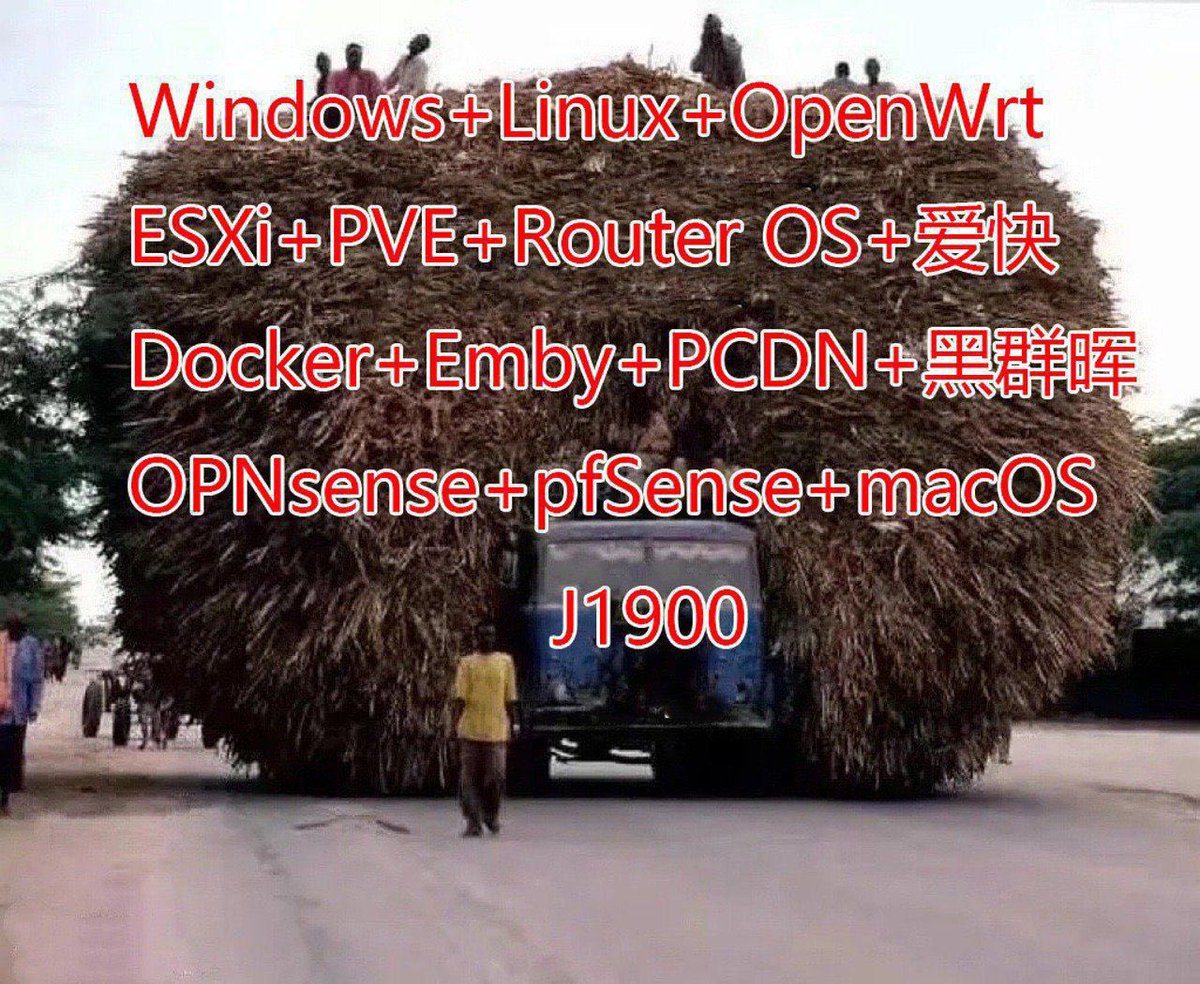 Windows+Linux+OpenWrt
ESXi+PVE+Router OS+爱快
Docker+Emby+PCDN+黑群晖
OPNsense+pfSense+macOS
J1900